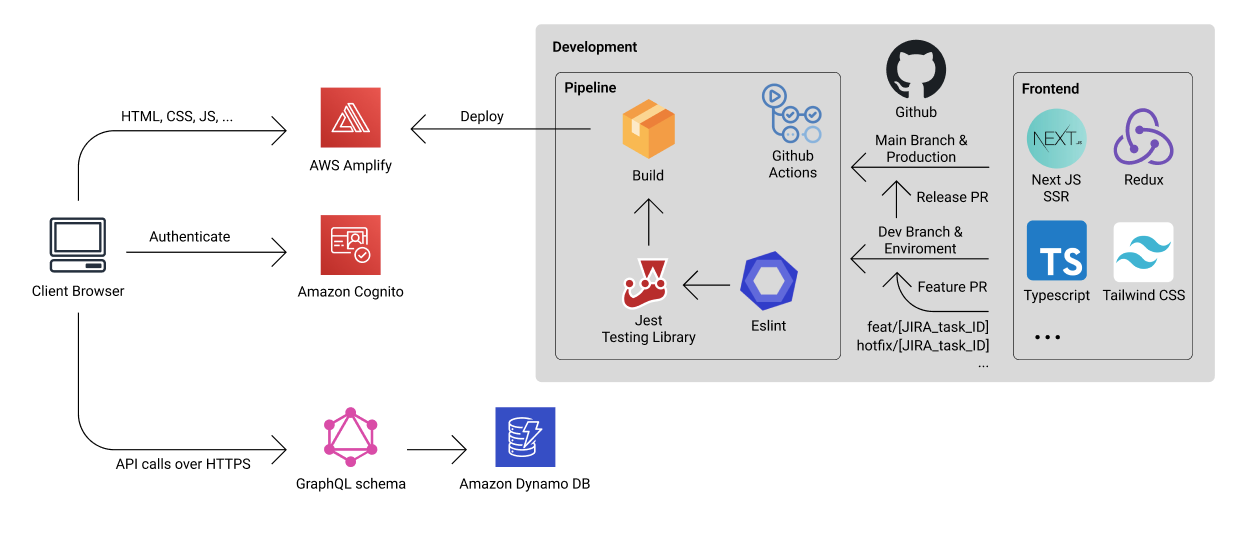 Development
Pipeline
Frontend
Github
HTML, CSS, JS, ...
AWS Amplify
Deploy
Build
Github
Actions
Main Branch &
Production
Release PR
NEXT.JS
Next JS
SSR
Redux
Authenticate
Client Browser
Amazon Cognito
Jest
Testing Library
Eslint
Dev Branch &
Enviroment
Feature PR
feat/[JIRA_task_ID]
hotfix/[JIRA_task_ID]
...
TS
Typescript
Tailwind CSS
API calls over HTTPS
GraphQL schema
Amazon Dynamo DB